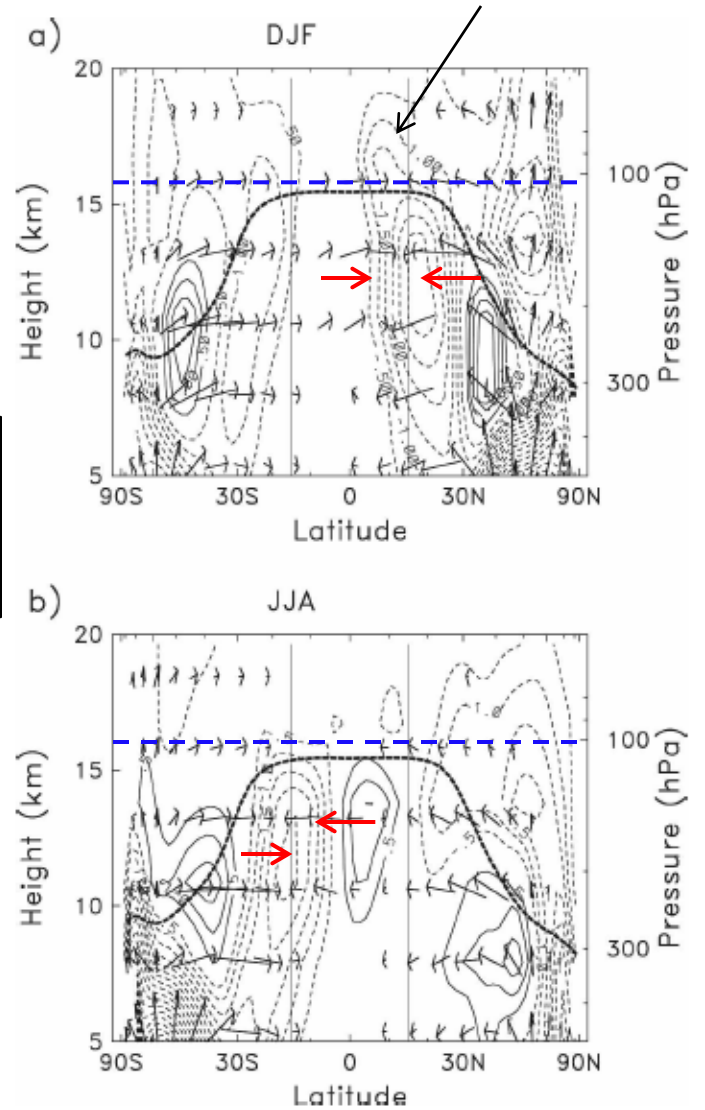 a) DJF
20
15
10
5
Height (km)
100
300
Pressure (hPa)
90S 30S 0 30N 90N
Latitude
b) JJA
20
15
10
5
Height (km)
100
300
Pressure (hPa)
90S 30S 0 30N 90N
Latitude